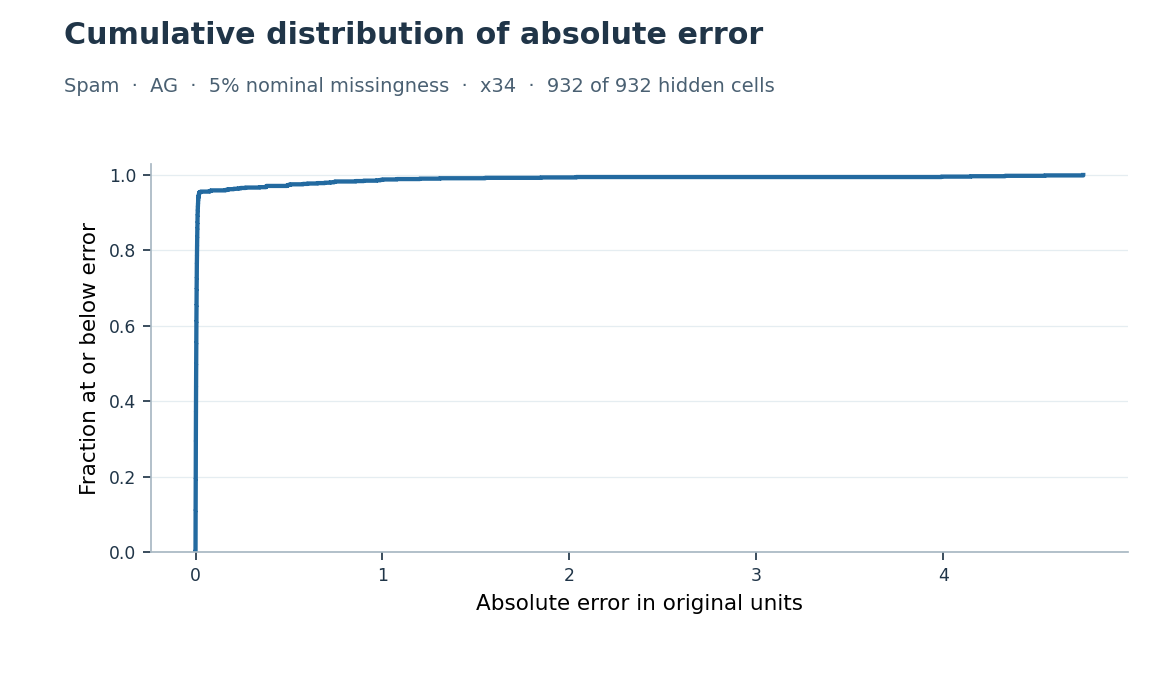 Cumulative distribution of absolute error
Spam · AG · 5% nominal missingness · x34 · 932 of 932 hidden cells
1.0
0.8
0.6
0.4
0.2
0.0
Fraction at or below error
0 1 2 3 4
Absolute error in original units